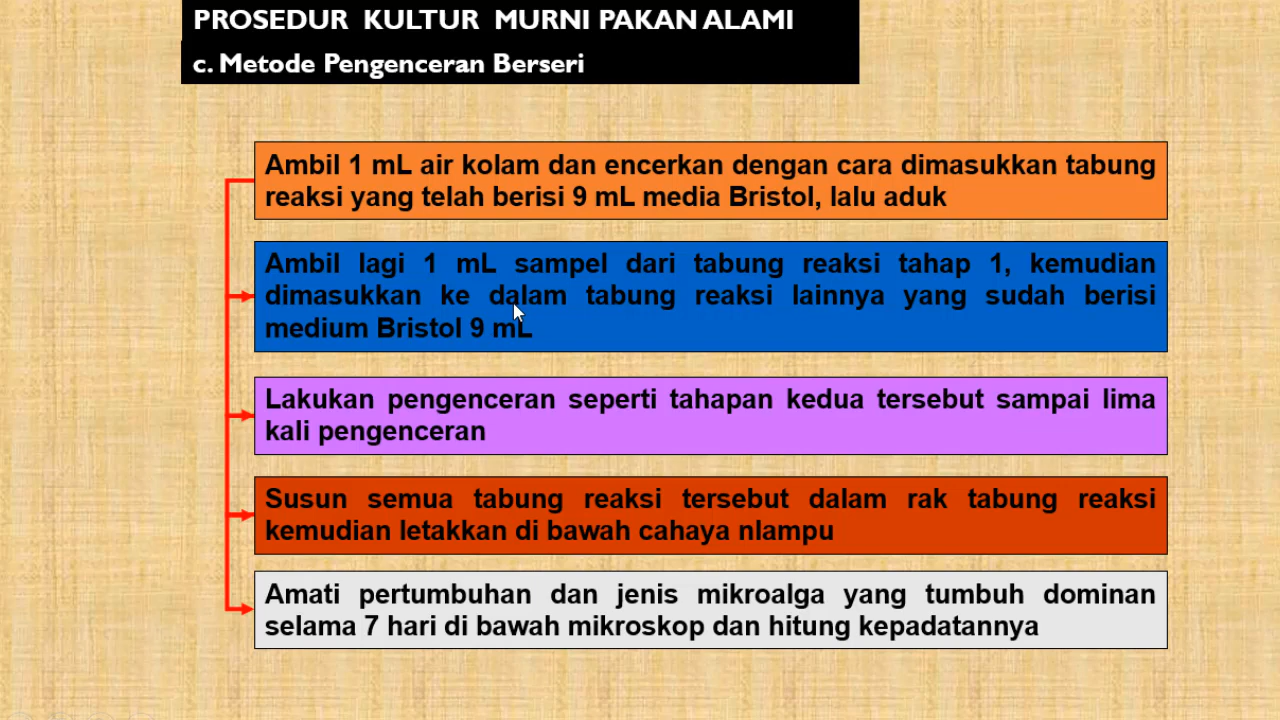 PROSEDUR KULTUR MURNI PAKAN ALAMI
c. Metode Pengenceran Berseri
Ambil 1 mL air kolam dan encerkan dengan cara dimasukkan tabung
reaksi yang telah berisi 9 mL media Bristol, lalu aduk
Ambil lagi 1 mL sampel dari tabung reaksi tahap 1, kemudian
dimasukkan ke dalam tabung reaksi lainnya yang sudah berisi
medium Bristol 9 mL
Lakukan pengenceran seperti tahapan kedua tersebut sampai lima
kali pengenceran
Susun semua tabung reaksi tersebut dalam rak tabung reaksi
kemudian letakkan di bawah cahaya nlampu
Amati pertumbuhan dan jenis mikroalga yang tumbuh dominan
selama 7 hari di bawah mikroskop dan hitung kepadatannya